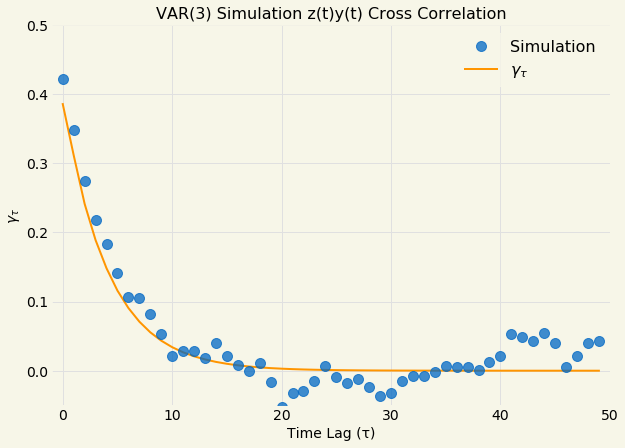 VAR(3) Simulation z(t)y(t) Cross Correlation
0.5
0.4
0.3
0.2
0.1
0.0
γτ
Simulation
γτ
0
10
20
30
40
50
Time Lag (τ)